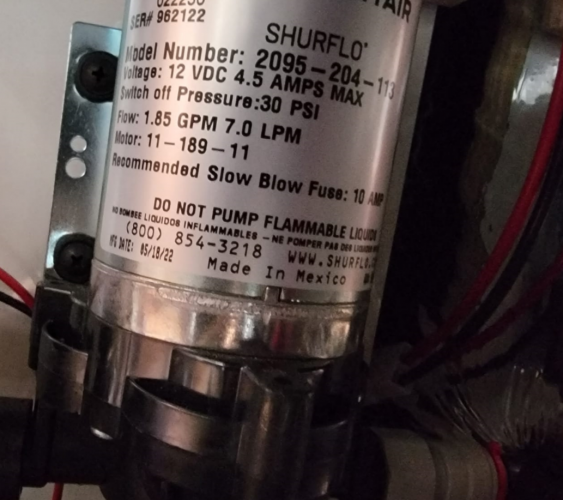 SER# 962122
SHURFLO
Model Number: 2095-204-113
Voltage: 12 VDC 4.5 AMPS MAX
Switch off Pressure:30 PSI
Flow: 1.85 GPM 7.0 LPM
Motor: 11-189-11
Recommended Slow Blow Fuse: 10 AMP
DO NOT PUMP FLAMMABLE LIQUIDS
NO BOMBEE LIQUIDOS INFLAMMABLES - NE POMPER PAS DES LIQUIDES
(800) 854-3218 WWW.SHURFLO.
MFG DATE: 05/18/22
Made In Mexico